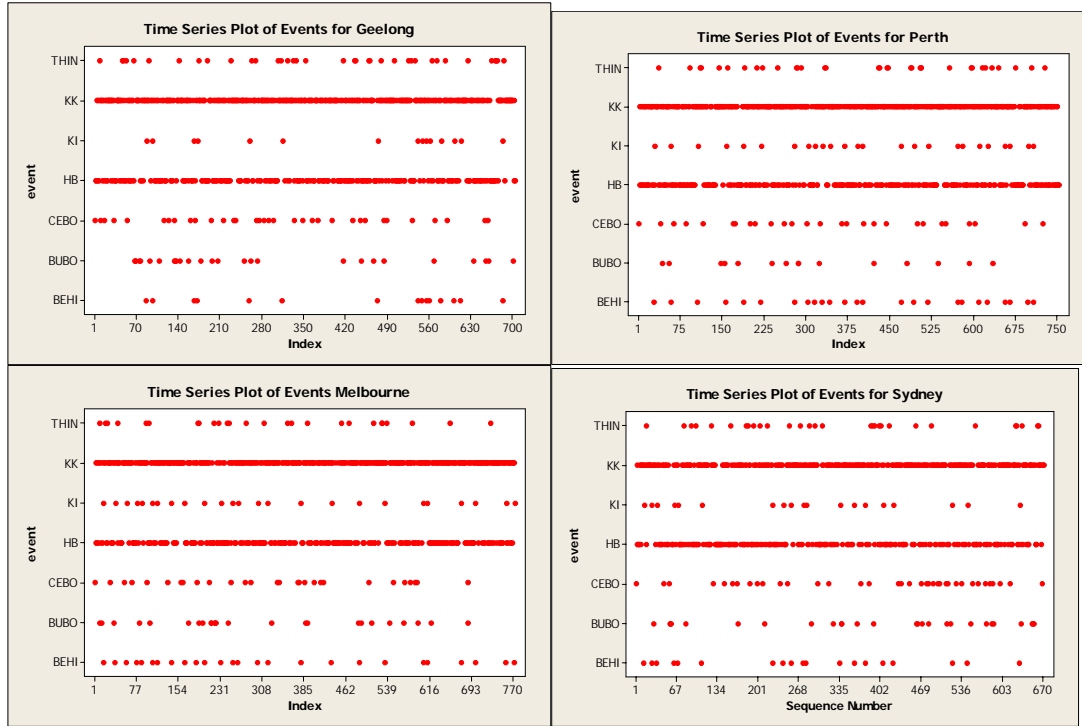 Time Series Plot of Events for Geelong
THIN
KK
KI
HB
CEBO
BUBO
BEHI
event
1 70 140 210 280 350 420 490 560 630 700
Index
Time Series Plot of Events for Perth
THIN
KK
KI
HB
CEBO
BUBO
BEHI
event
1 75 150 225 300 375 450 525 600 675 750
Index
Time Series Plot of Events Melbourne
THIN
KK
KI
HB
CEBO
BUBO
BEHI
event
1 77 154 231 308 385 462 539 616 693 770
Index
Time Series Plot of Events for Sydney
THIN
KK
KI
HB
CEBO
BUBO
BEHI
event
1 67 134 201 268 335 402 469 536 603 670
Sequence Number